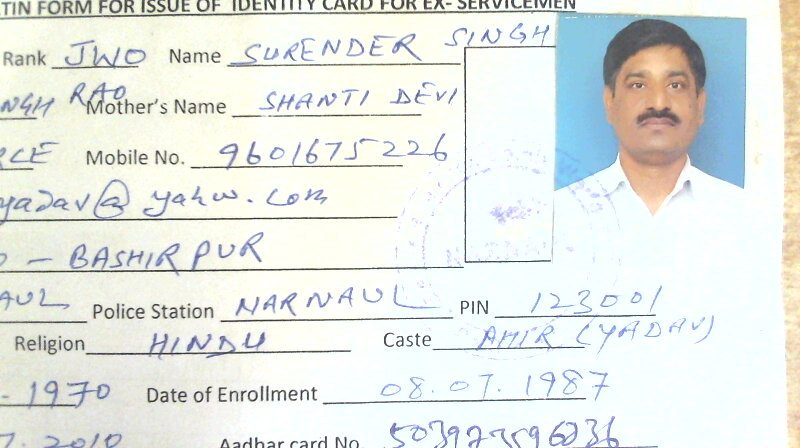 TIN FORM FOR ISSUE OF IDENTITY CARD FOR EX- SERVICEMEN
Rank JWO Name SURENDER SINGH
NGH RAO Mother's Name SHANTI DEVI
RCE Mobile No. 9601675226
yadav@yahoo.com
O - BASHIRPUR
AUL Police Station NARNAUL PIN 123001
Religion HINDU Caste AHIR (YADAV)
-1970 Date of Enrollment 08.07.1987
7.2010 Aadhar card No.